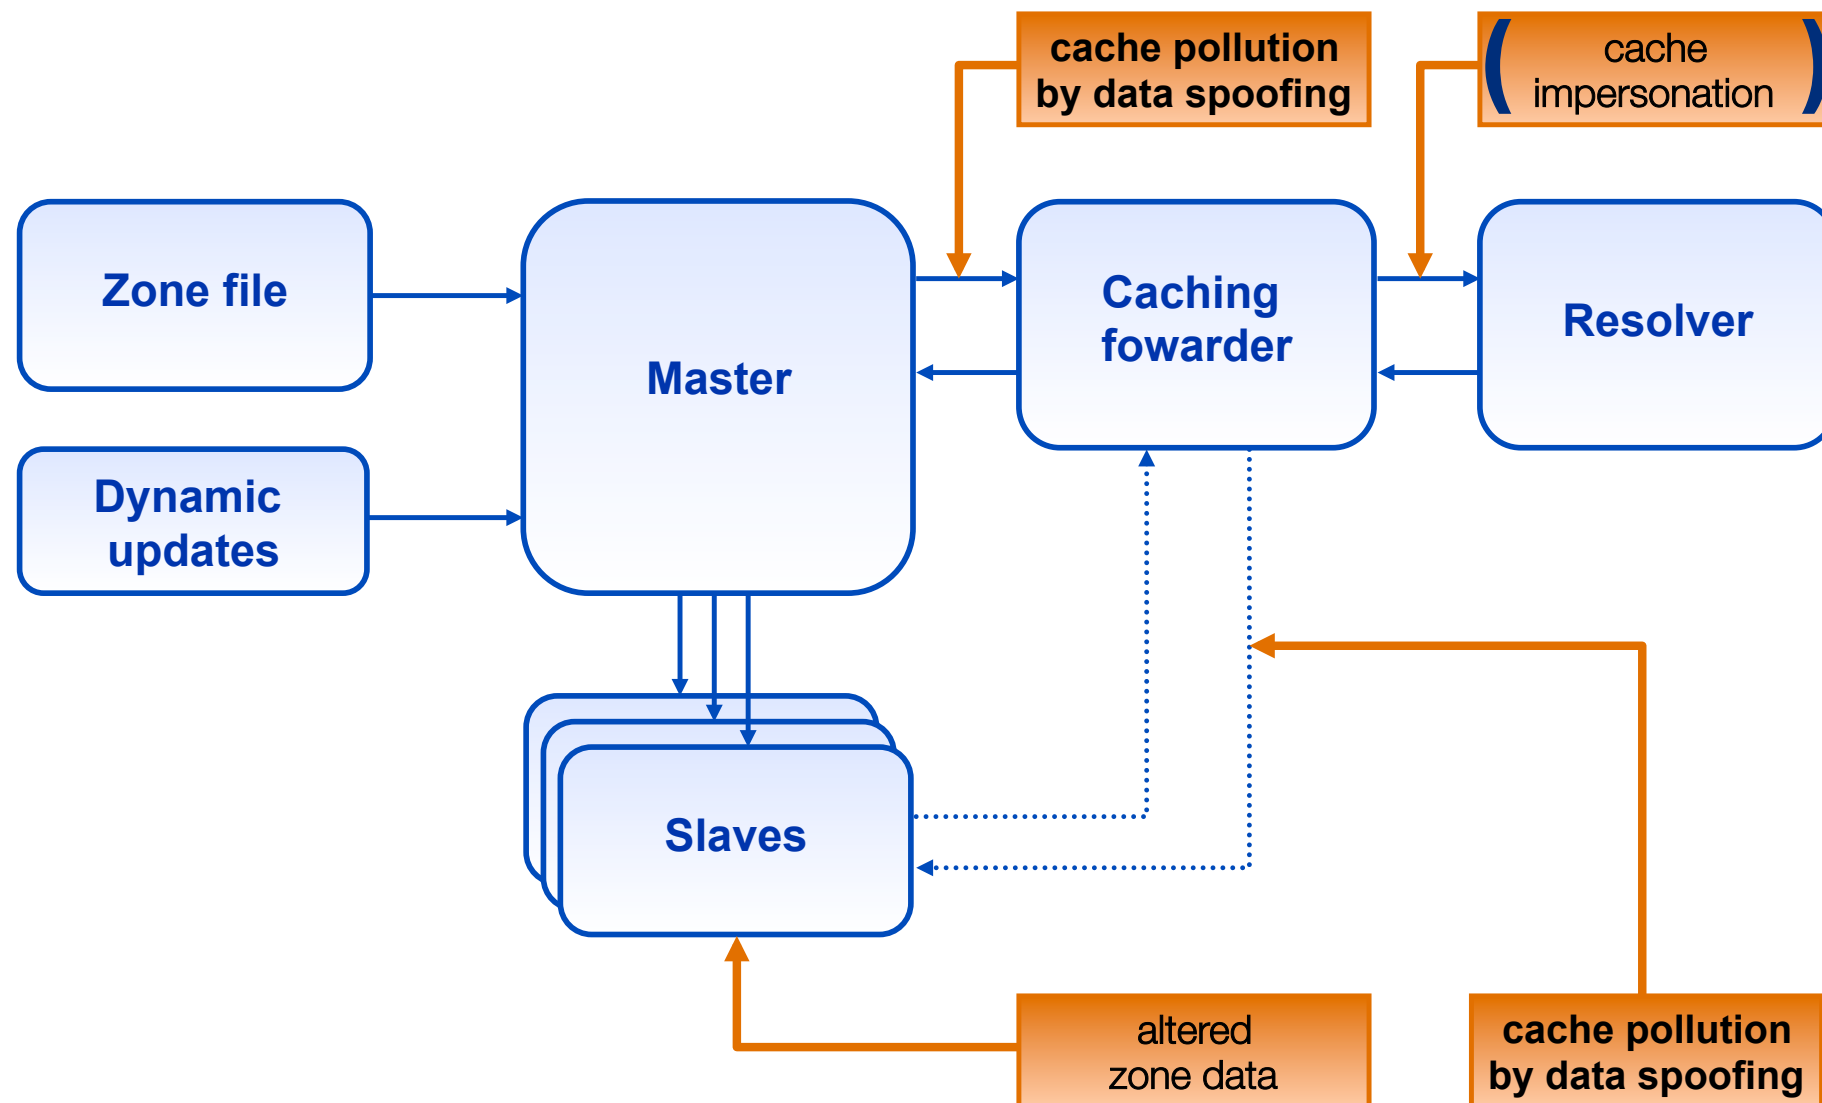 cache pollution
by data spoofing
( cache )
impersonation
Zone file
Master
Caching
fowarder
Resolver
Dynamic
updates
Slaves
altered
zone data
cache pollution
by data spoofing